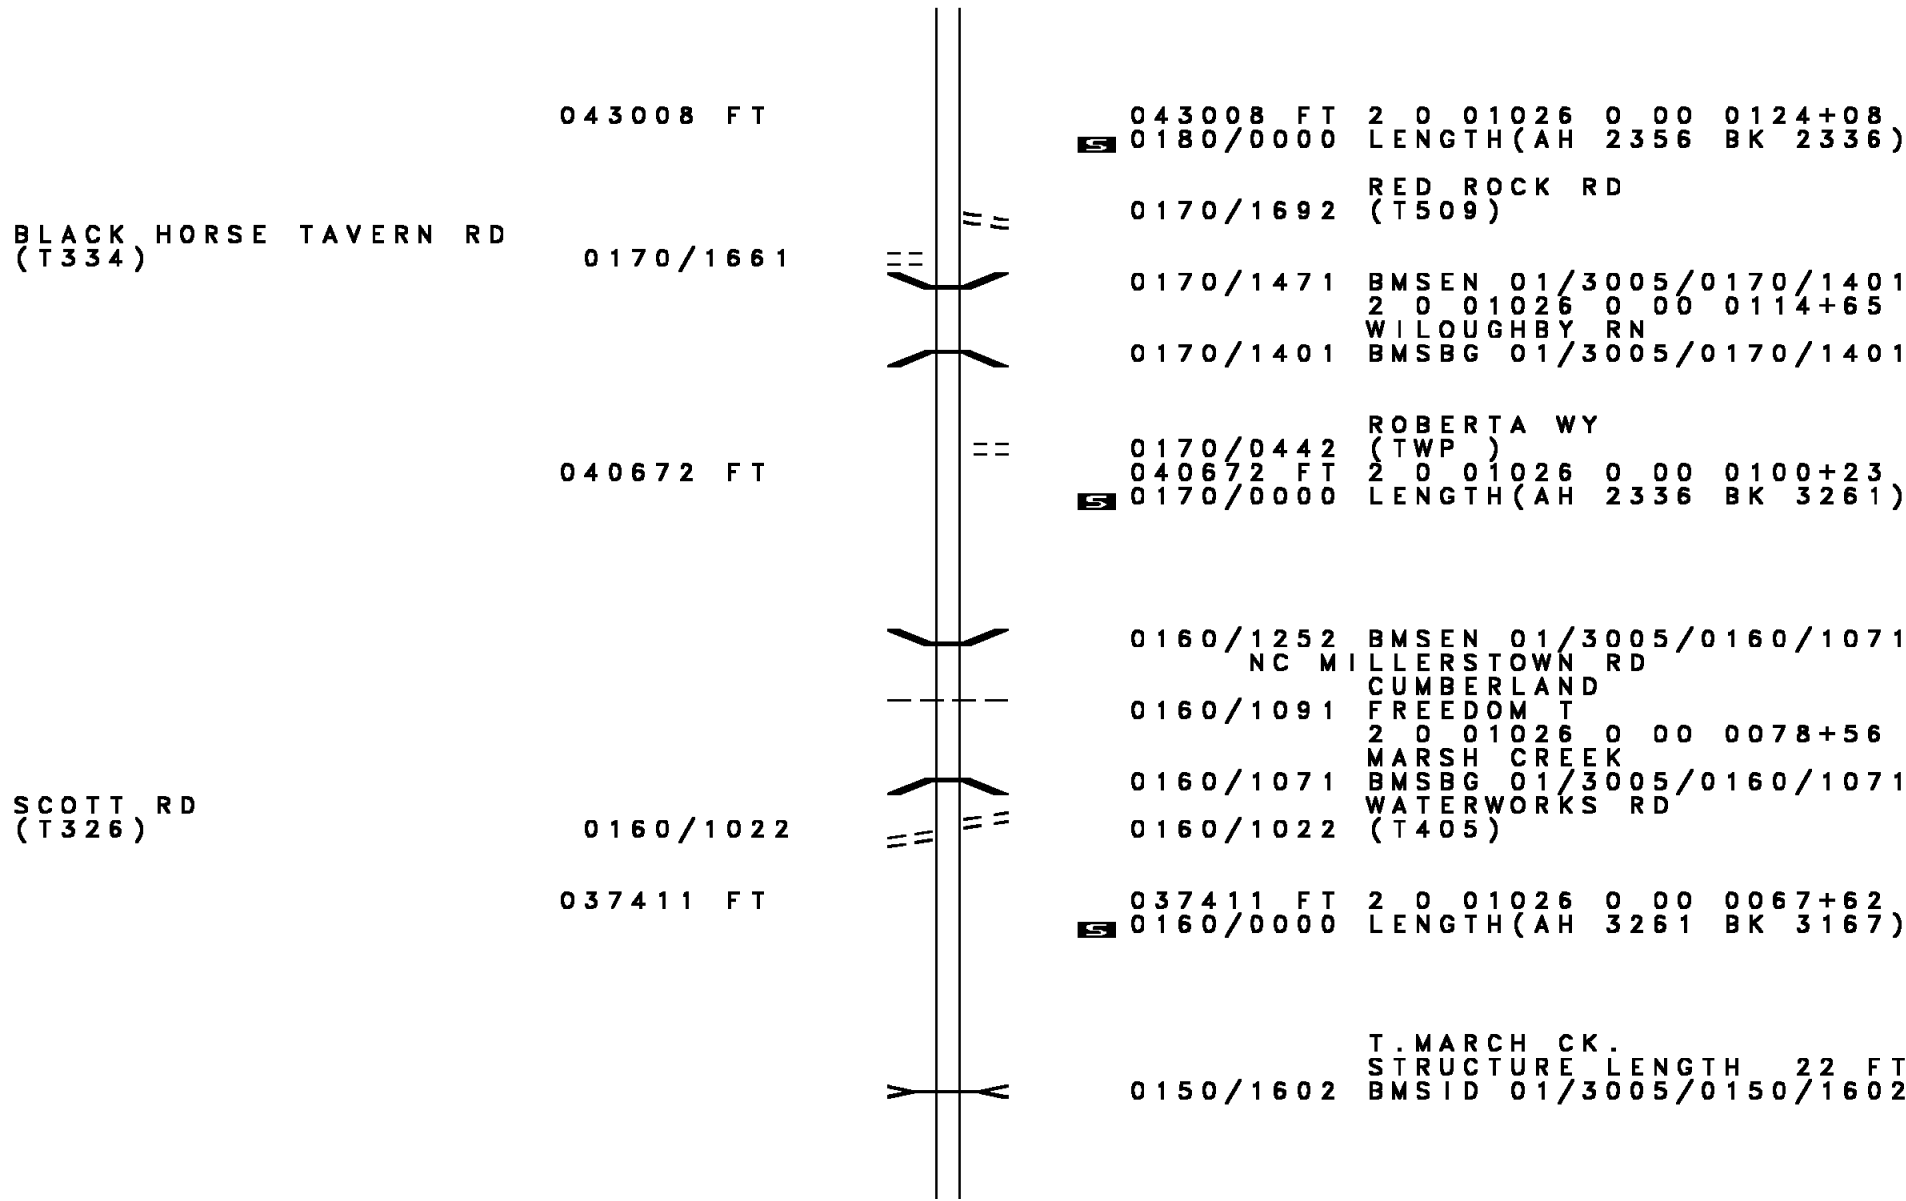 043008 FT 043008 FT 2 0 01026 0 00 0124+08
S 0180/0000 LENGTH(AH 2356 BK 2336)
RED ROCK RD
0170/1692 (T509)
BLACK HORSE TAVERN RD
(T334) 0170/1661
0170/1471 BMSEN 01/3005/0170/1401
2 0 01026 0 00 0114+65
WILOUGHBY RN
0170/1401 BMSBG 01/3005/0170/1401
ROBERTA WY
0170/0442 (TWP )
040672 FT 040672 FT 2 0 01026 0 00 0100+23
S 0170/0000 LENGTH(AH 2336 BK 3261)
0160/1252 BMSEN 01/3005/0160/1071
NC MILLERSTOWN RD
CUMBERLAND
0160/1091 FREEDOM T
2 0 01026 0 00 0078+56
MARSH CREEK
0160/1071 BMSBG 01/3005/0160/1071
SCOTT RD WATERWORKS RD
(T326) 0160/1022 0160/1022 (T405)
037411 FT 037411 FT 2 0 01026 0 00 0067+62
S 0160/0000 LENGTH(AH 3261 BK 3167)
T.MARCH CK.
STRUCTURE LENGTH 22 FT
0150/1602 BMSID 01/3005/0150/1602